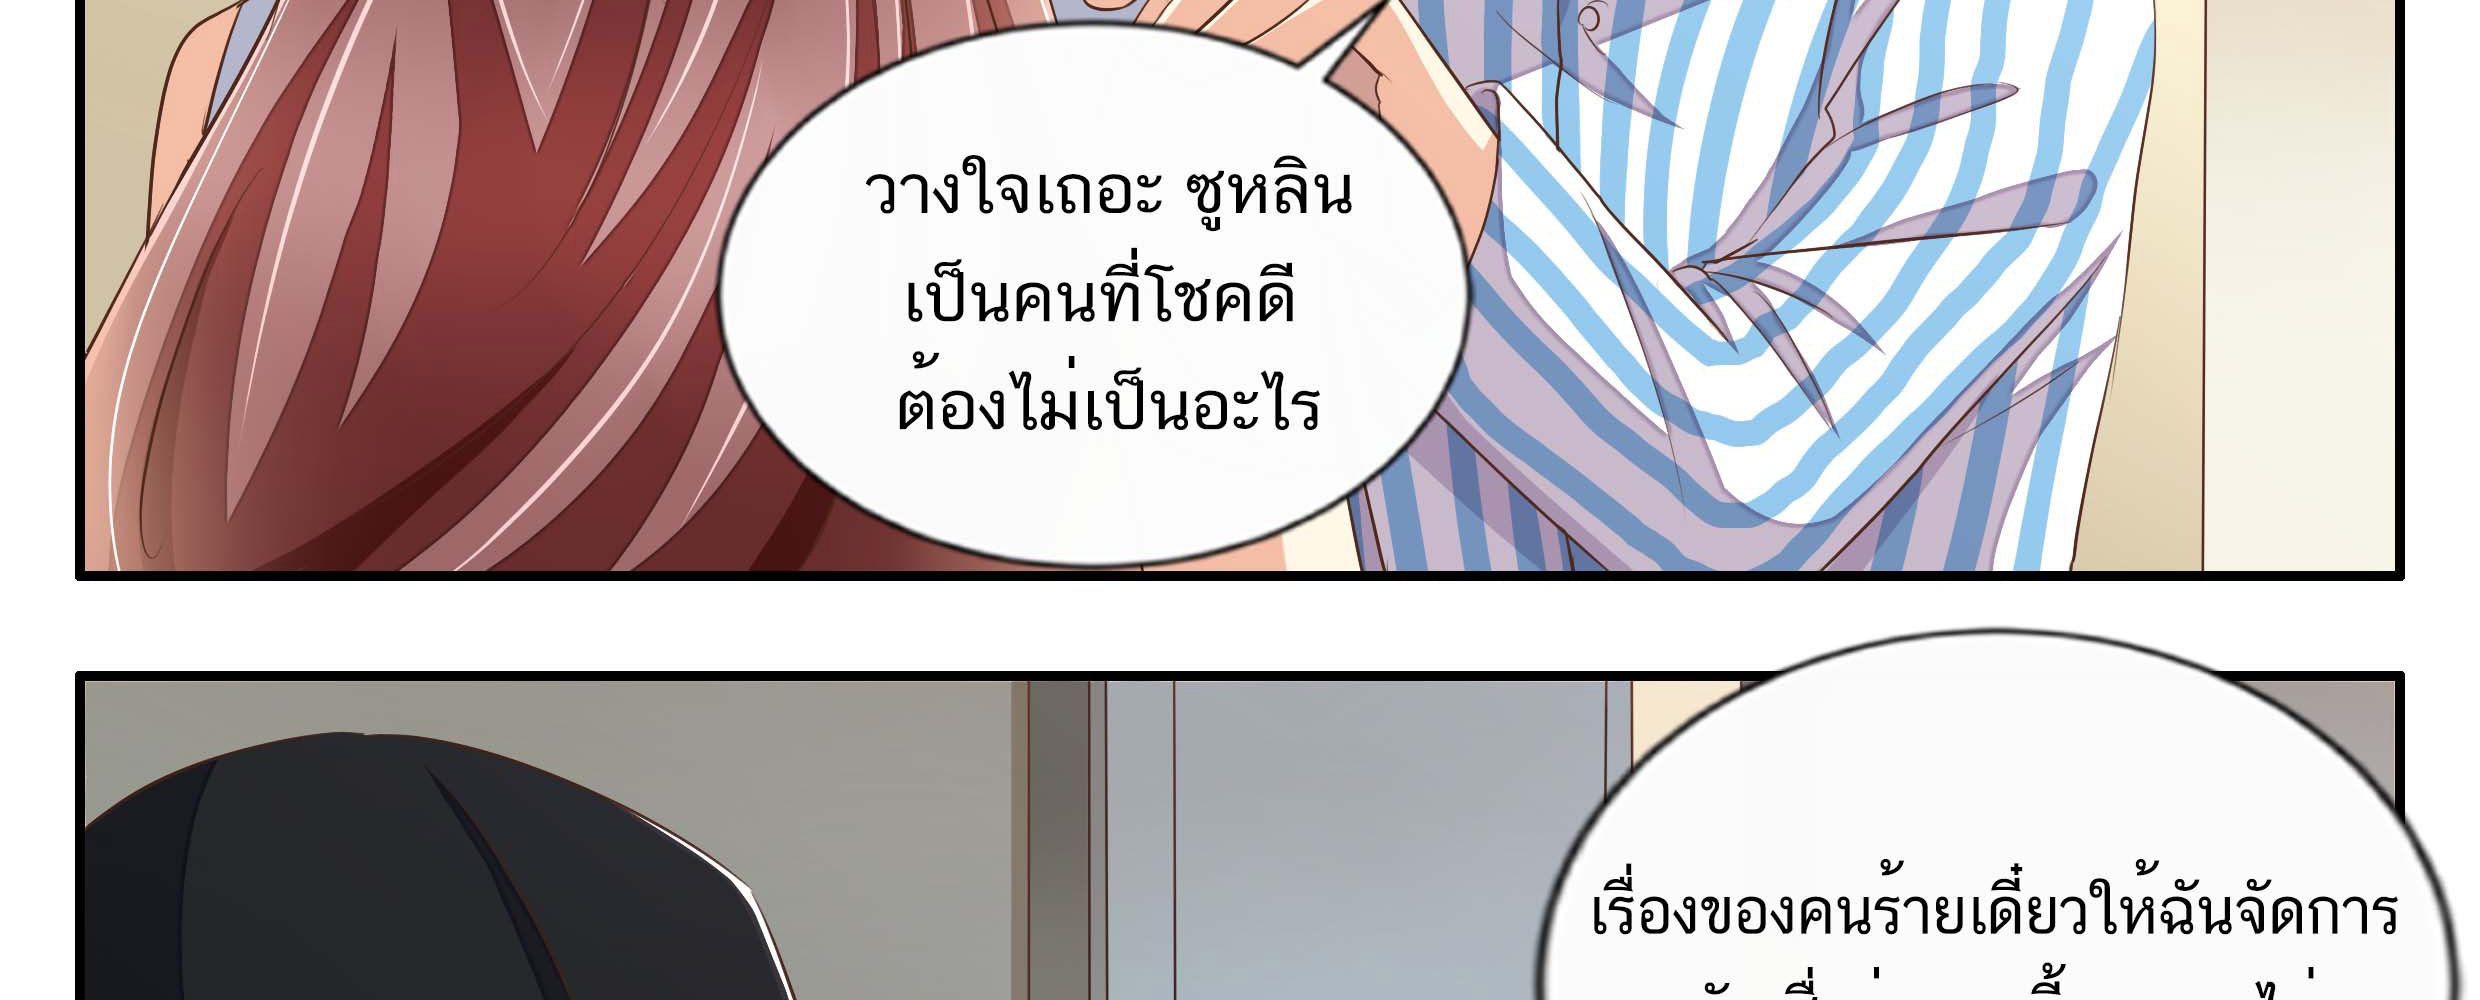 วางใจเถอะ ซูหลิน
เป็นคนที่โชคดี
ต้องไม่เป็นอะไร
เรื่องของคนร้ายเดี๋ยวให้ฉันจัดการ